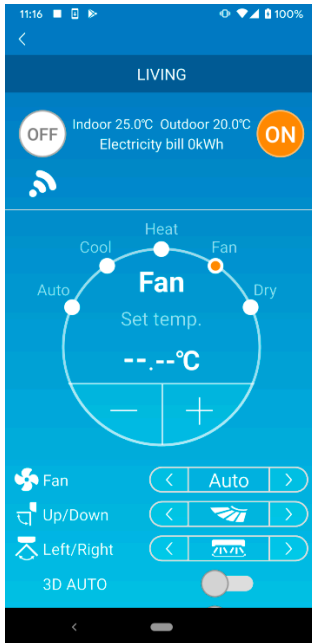 11:16 100%
LIVING
OFF
Indoor 25.0℃ Outdoor 20.0℃
Electricity bill 0kWh
ON
Heat
Cool Fan
Auto Dry
Fan
Set temp.
--.--℃
Fan Auto
Up/Down
Left/Right
3D AUTO